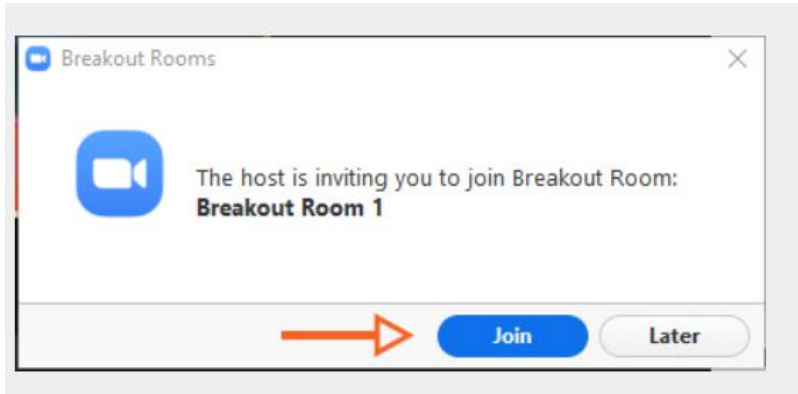 Breakout Rooms
The host is inviting you to join Breakout Room:
Breakout Room 1
Join
Later